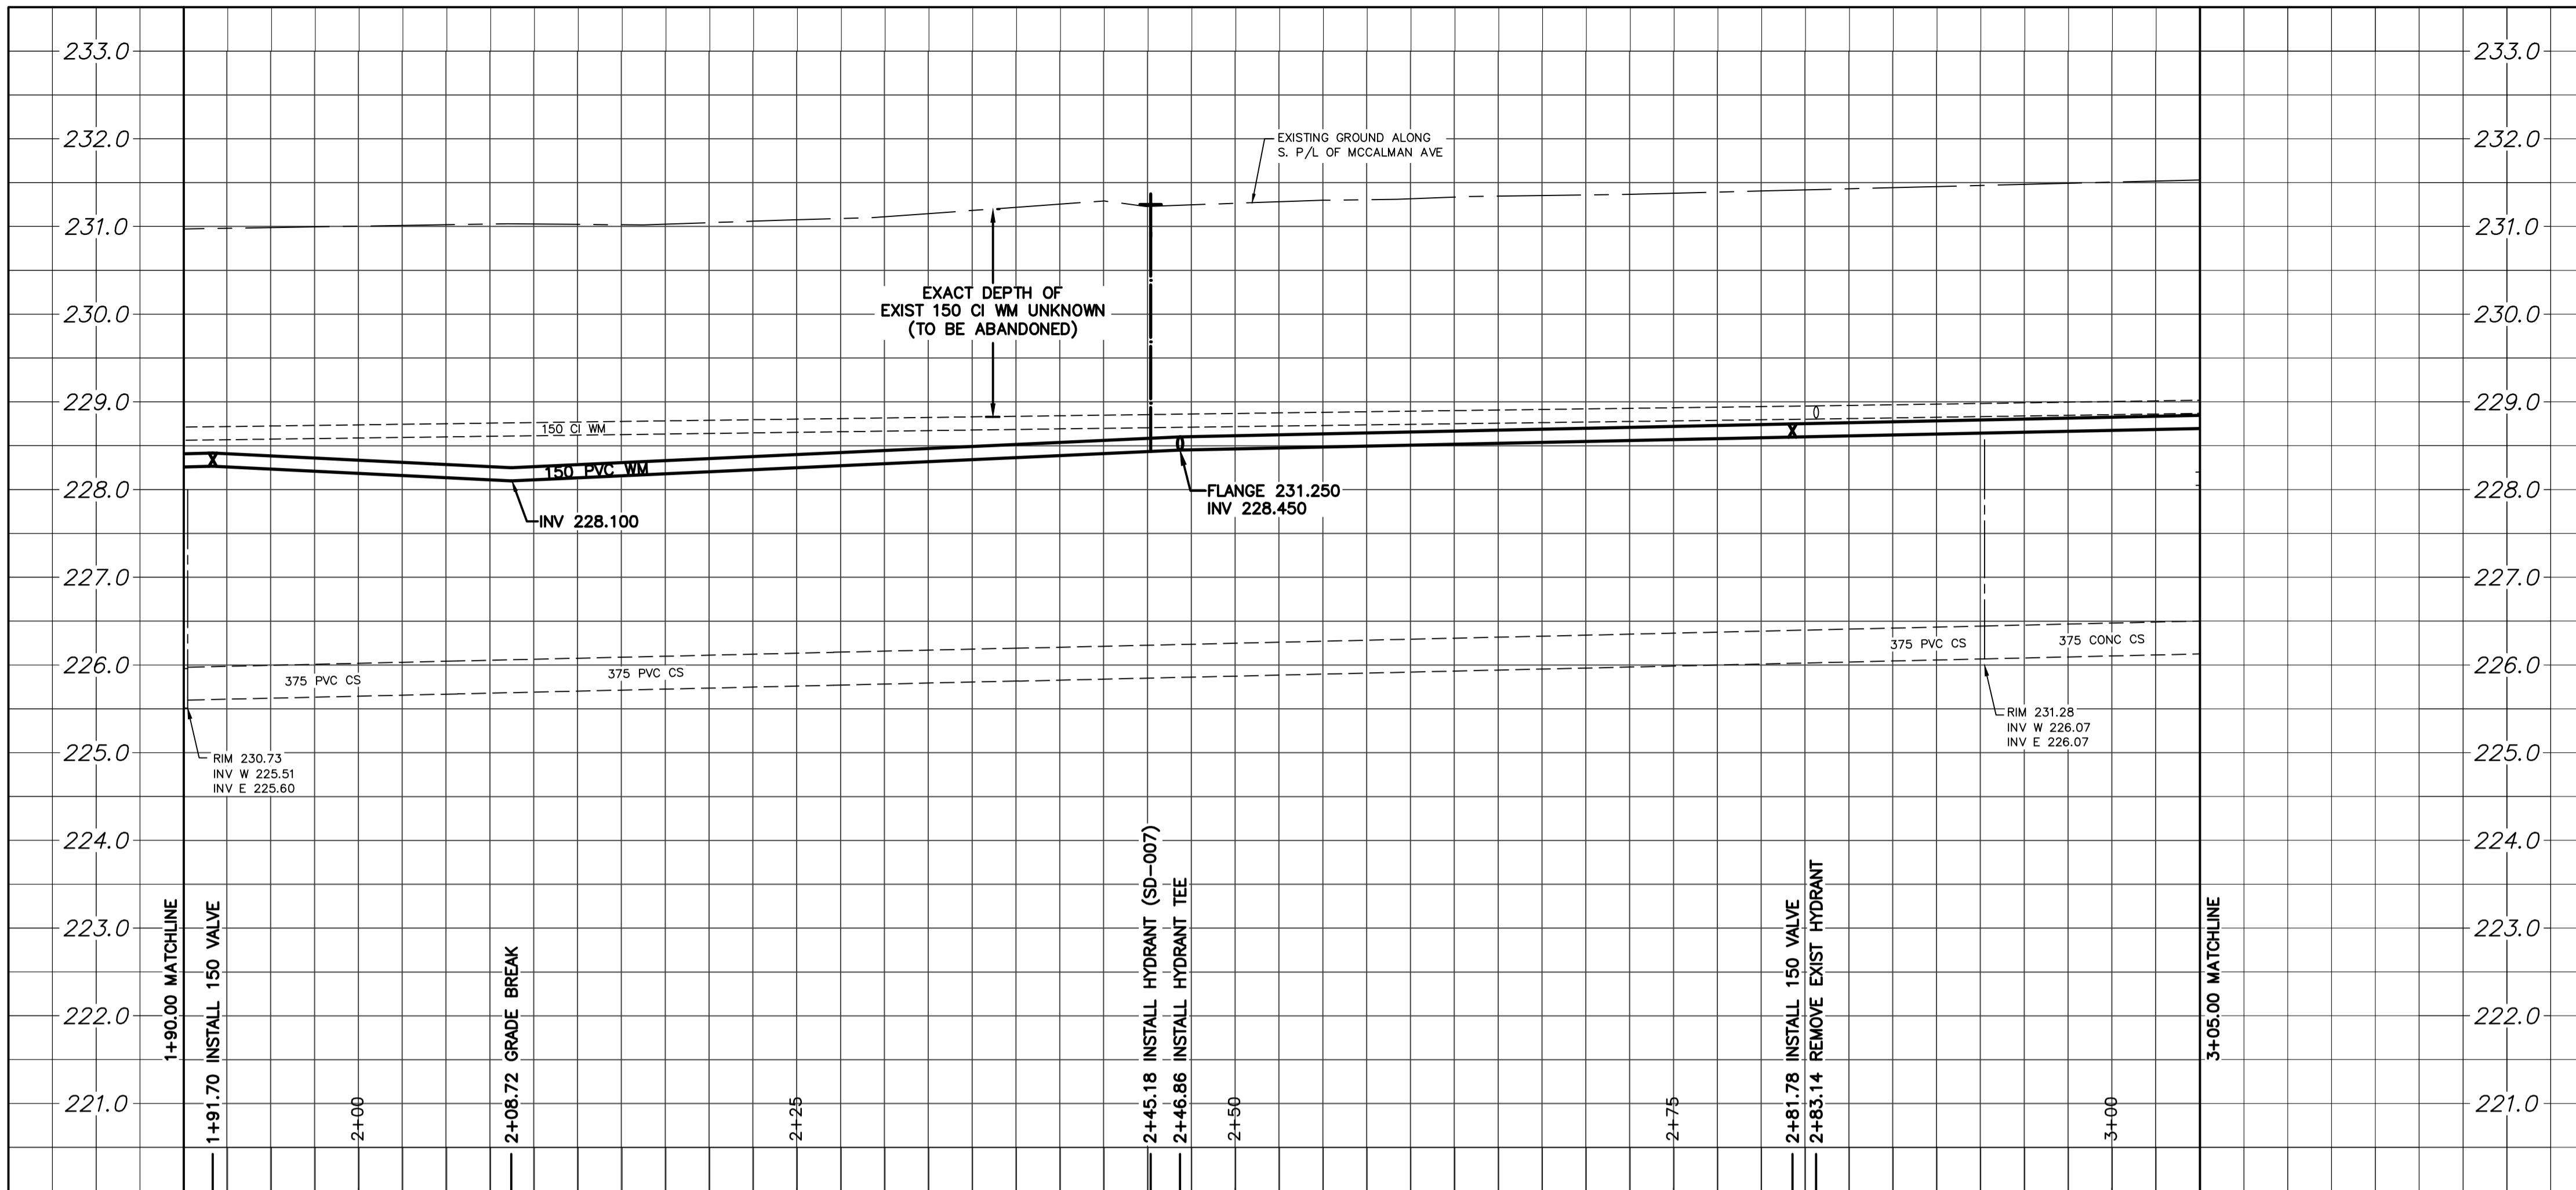 233.0
233.0
232.0
232.0
EXISTING GROUND ALONG
S. P/L OF MCCALMAN AVE
231.0
231.0
EXACT DEPTH OF
EXIST 150 CI WM UNKNOWN
(TO BE ABANDONED)
230.0
230.0
229.0
229.0
150 CI WM
150 PVC WM
228.0
228.0
INV 228.100
FLANGE 231.250
INV 228.450
227.0
227.0
226.0
226.0
375 PVC CS
375 PVC CS
375 PVC CS
375 CONC CS
225.0
225.0
RIM 230.73
INV W 225.51
INV E 225.60
RIM 231.28
INV W 226.07
INV E 226.07
224.0
224.0
223.0
223.0
222.0
222.0
221.0
221.0
1+90.00 MATCHLINE
1+91.70 INSTALL 150 VALVE
2+00
2+08.72 GRADE BREAK
2+25
2+45.18 INSTALL HYDRANT (SD-007)
2+46.86 INSTALL HYDRANT TEE
2+50
2+75
2+81.78 INSTALL 150 VALVE
2+83.14 REMOVE EXIST HYDRANT
3+00
3+05.00 MATCHLINE